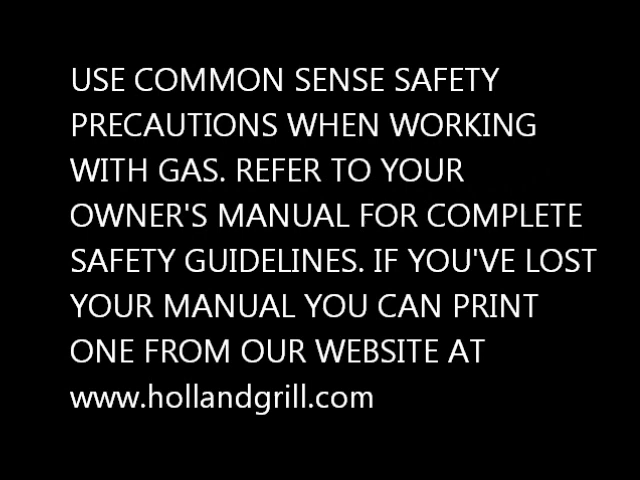 USE COMMON SENSE SAFETY
PRECAUTIONS WHEN WORKING
WITH GAS. REFER TO YOUR
OWNER'S MANUAL FOR COMPLETE
SAFETY GUIDELINES. IF YOU'VE LOST
YOUR MANUAL YOU CAN PRINT
ONE FROM OUR WEBSITE AT
www.hollandgrill.com